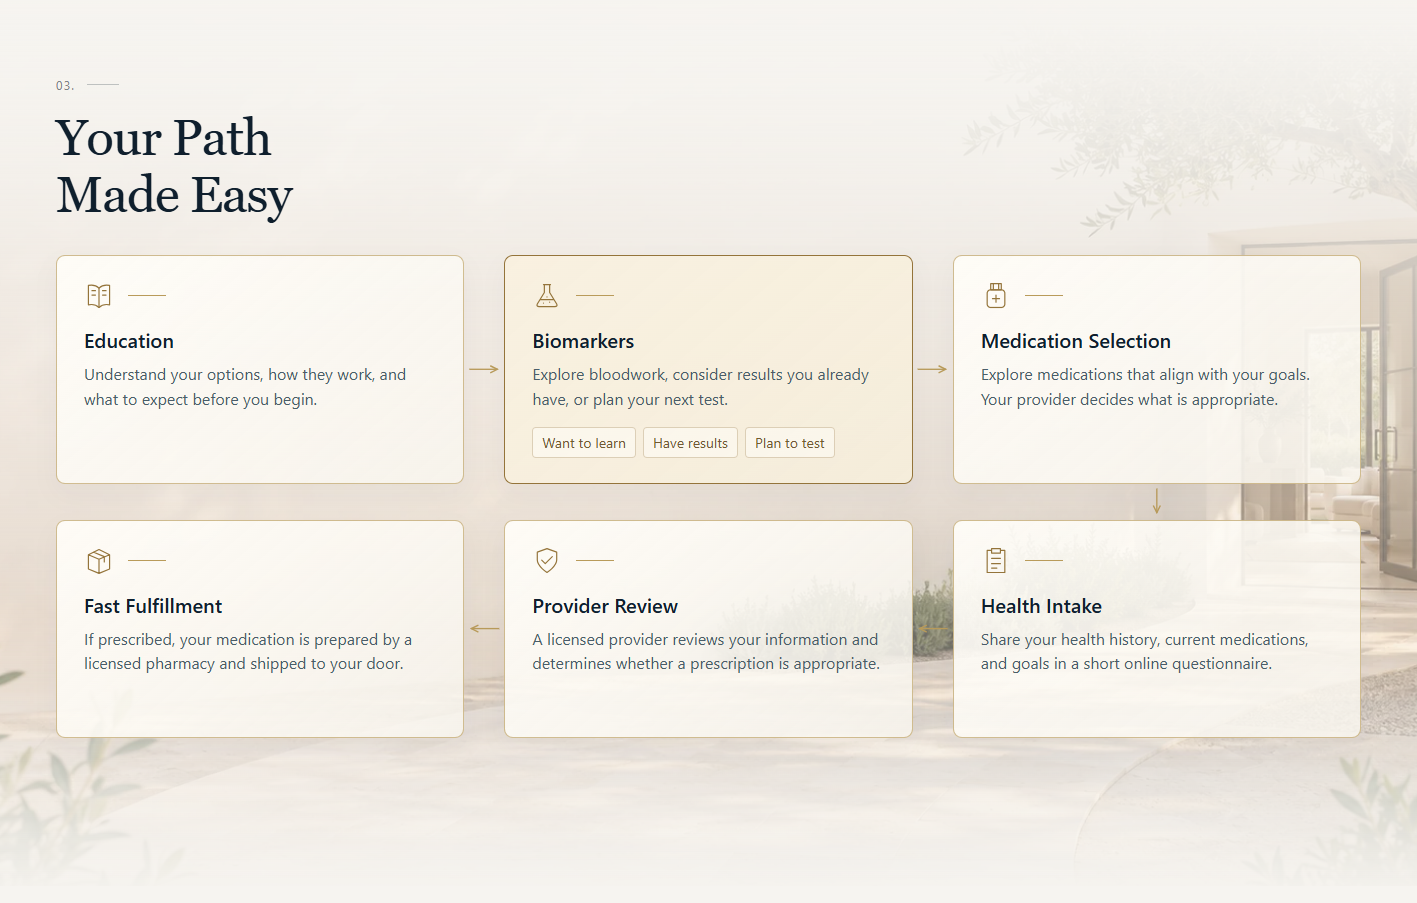 03.
Your Path
Made Easy
Education
Understand your options, how they work, and
what to expect before you begin.
Biomarkers
Explore bloodwork, consider results you already
have, or plan your next test.
Want to learn
Have results
Plan to test
Medication Selection
Explore medications that align with your goals.
Your provider decides what is appropriate.
Fast Fulfillment
If prescribed, your medication is prepared by a
licensed pharmacy and shipped to your door.
Provider Review
A licensed provider reviews your information and
determines whether a prescription is appropriate.
Health Intake
Share your health history, current medications,
and goals in a short online questionnaire.